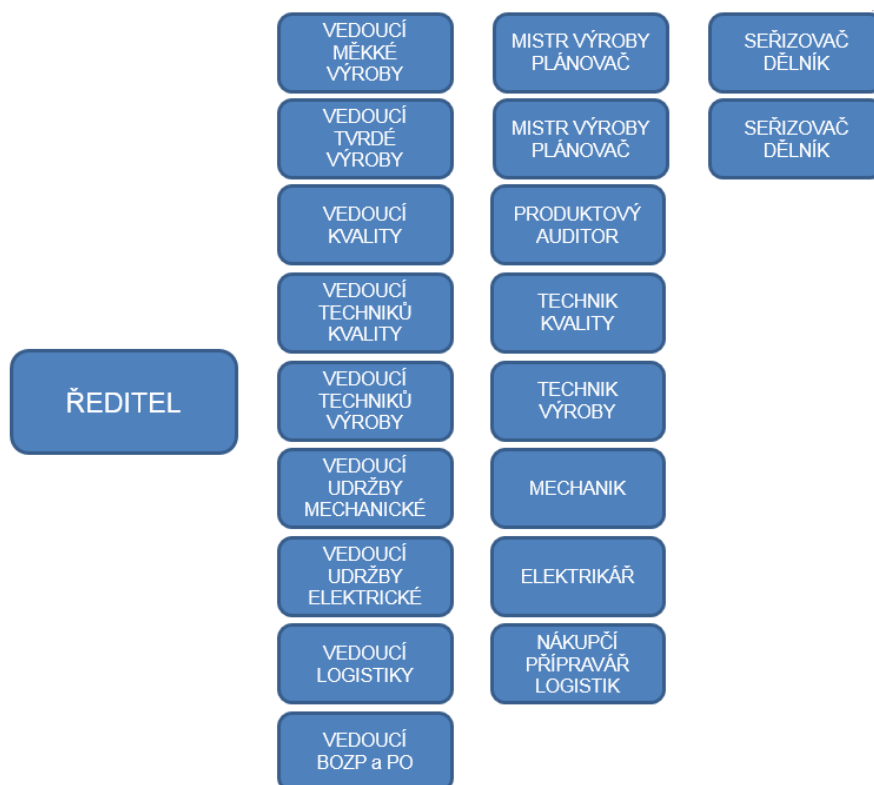 VEDOUCÍ
MĚKKÉ
VÝROBY
MISTR VÝROBY
PLÁNOVAČ
SEŘIZOVAČ
DĚLNÍK
VEDOUCÍ
TVRDÉ
VÝROBY
MISTR VÝROBY
PLÁNOVAČ
SEŘIZOVAČ
DĚLNÍK
VEDOUCÍ
KVALITY
PRODUKTOVÝ
AUDITOR
VEDOUCÍ
TECHNIKŮ
KVALITY
TECHNIK
KVALITY
ŘEDITEL
VEDOUCÍ
TECHNIKŮ
VÝROBY
TECHNIK
VÝROBY
VEDOUCÍ
UDRŽBY
MECHANICKÉ
MECHANIK
VEDOUCÍ
UDRŽBY
ELEKTRICKÉ
ELEKTRIKÁŘ
VEDOUCÍ
LOGISTIKY
NÁKUPČÍ
PŘÍPRAVÁŘ
LOGISTIK
VEDOUCÍ
BOZP a PO